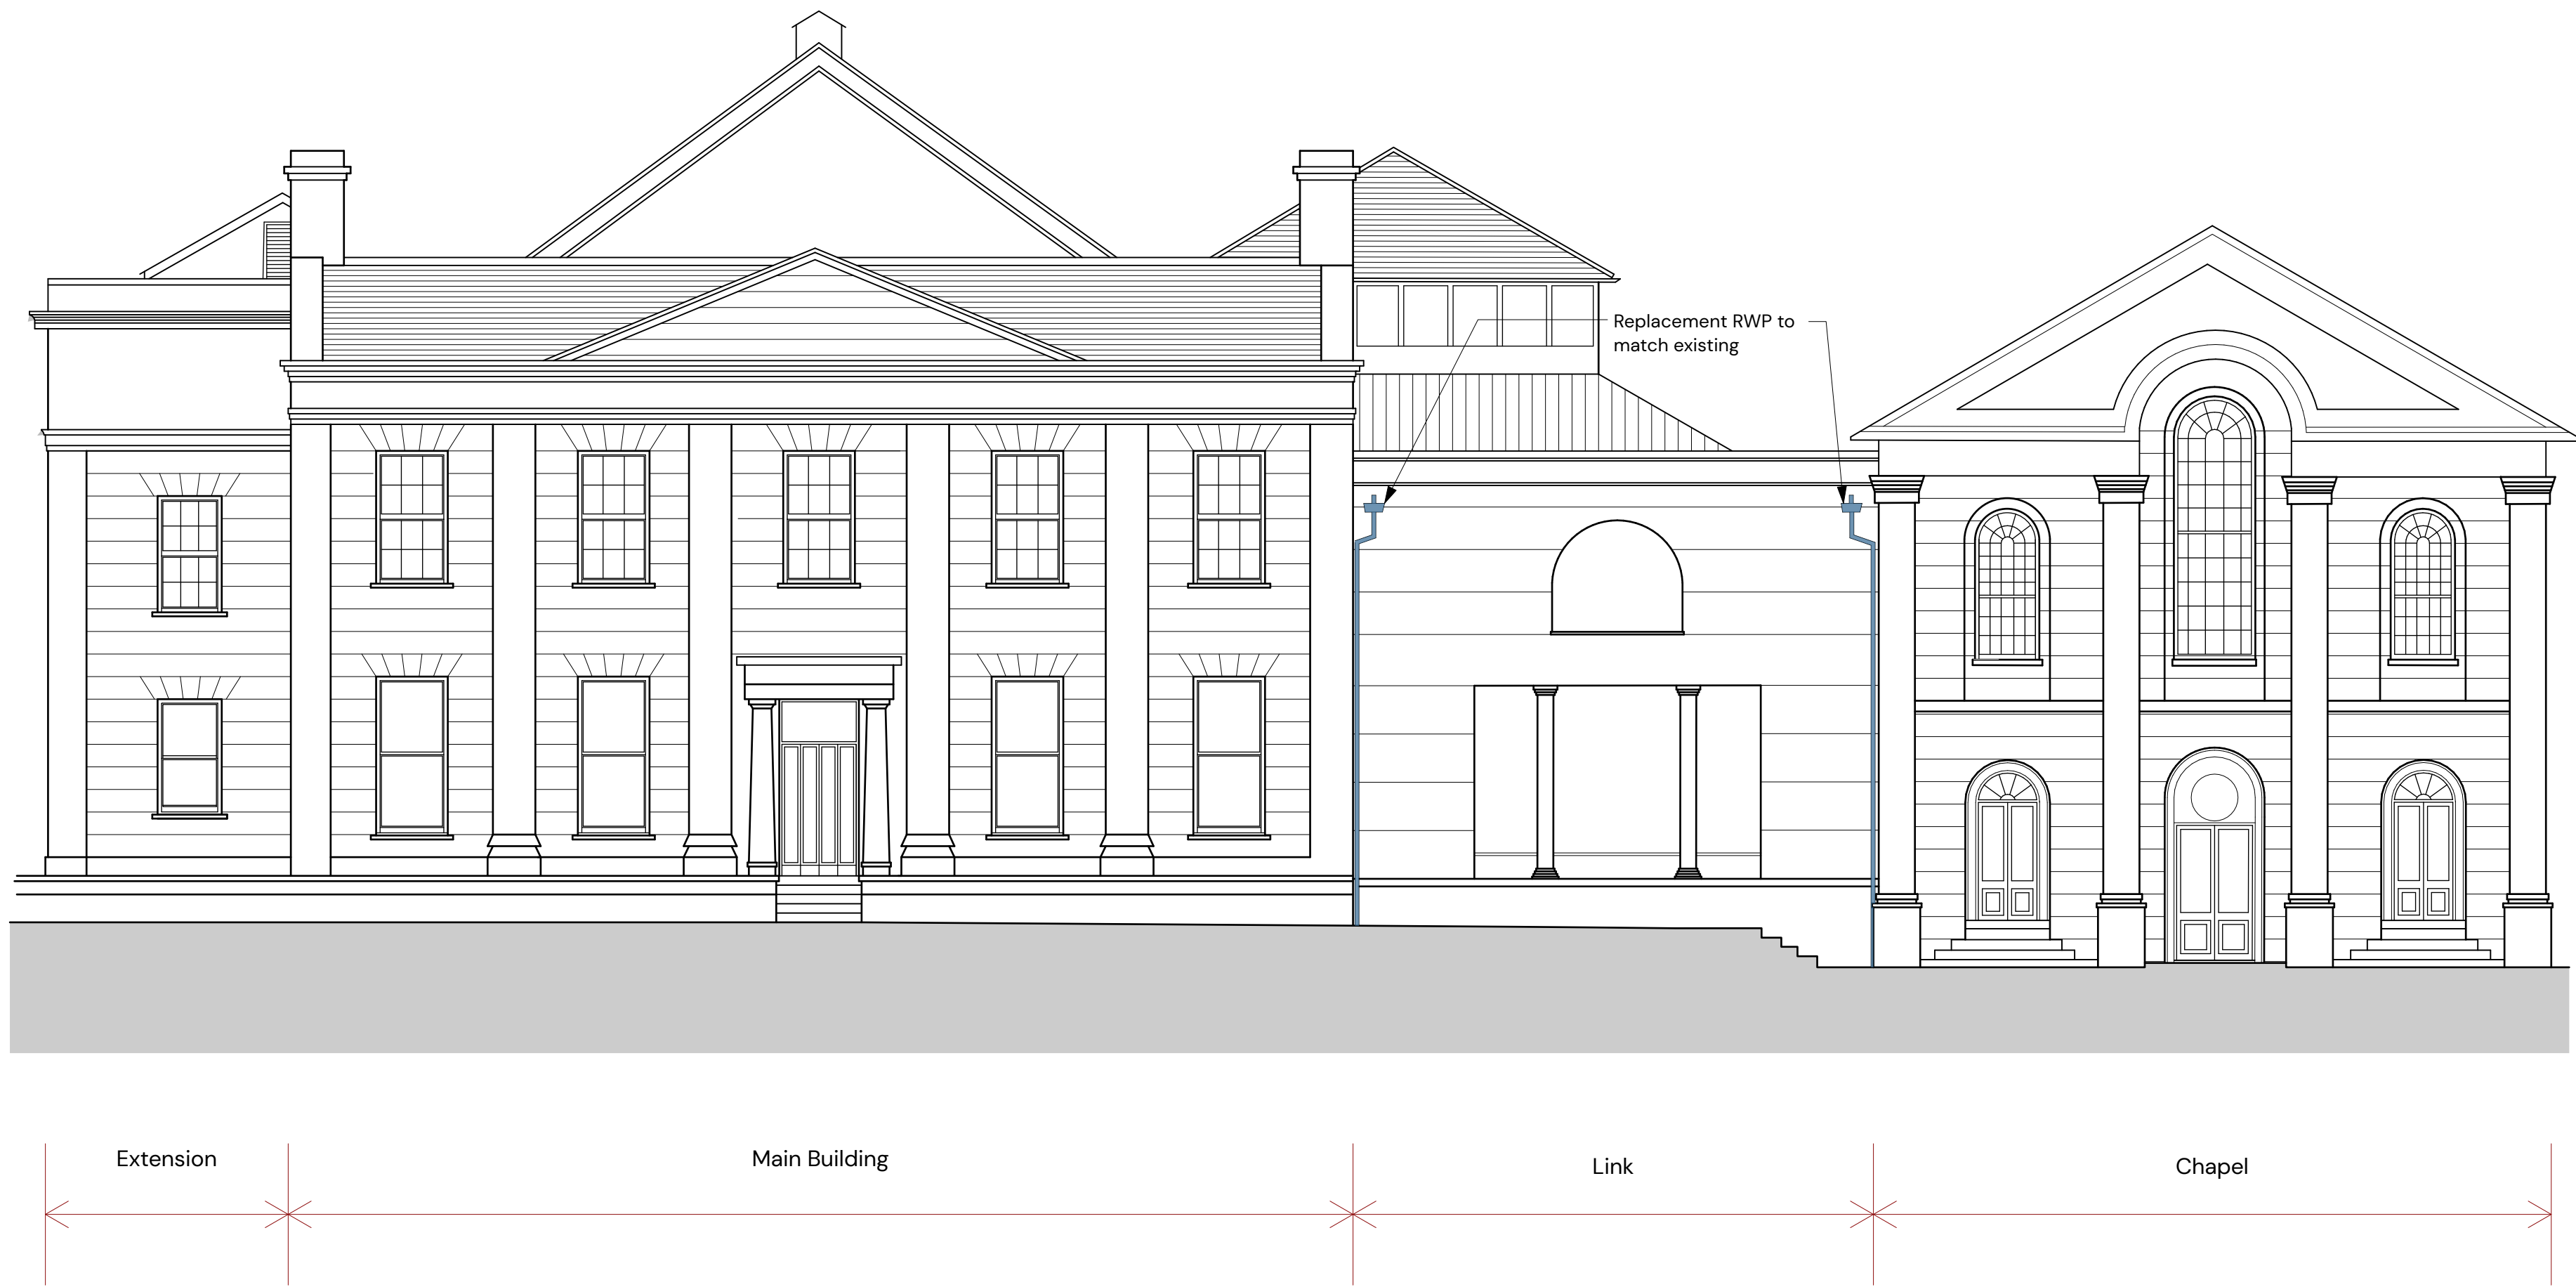 Replacement RWP to
match existing
Extension
Main Building
Link
Chapel